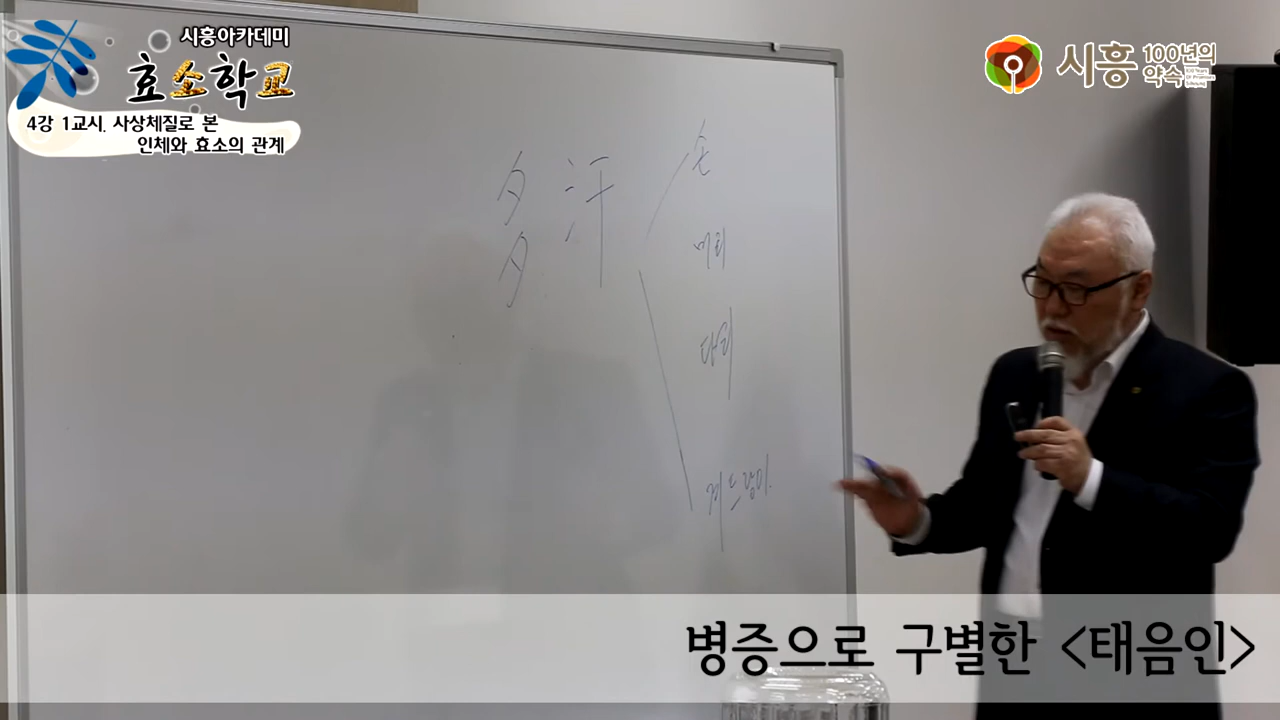 시흥아카데미
효소학교
4강 1교시. 사상체질로 본
인체와 효소의 관계
시흥 100년의
약속
多汗
손
머리
다리
겨드랑이.
병증으로 구별한 <태음인>